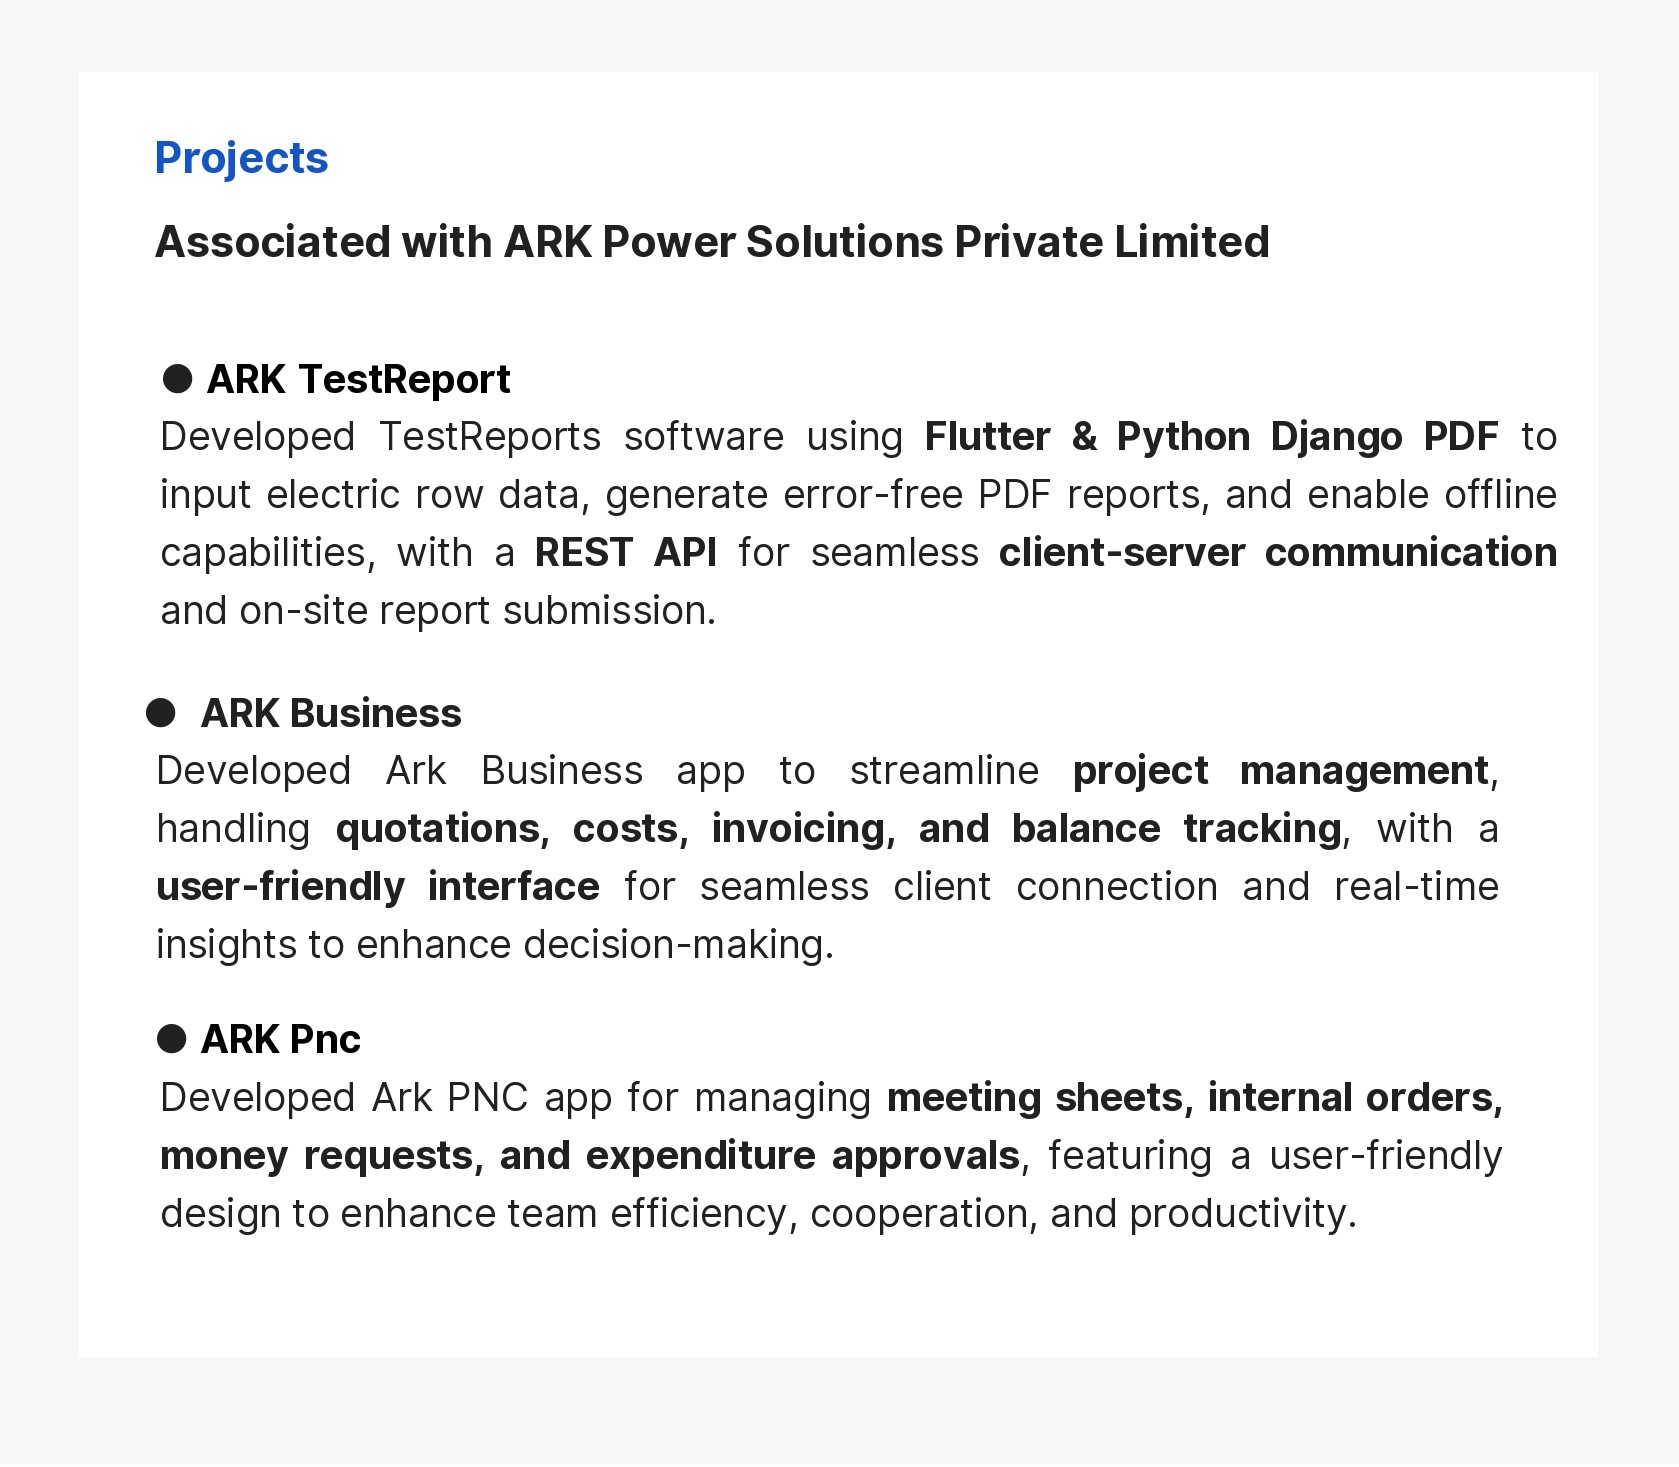 Projects
Associated with ARK Power Solutions Private Limited
● ARK TestReport
Developed TestReports software using Flutter & Python Django PDF to
input electric row data, generate error-free PDF reports, and enable offline
capabilities, with a REST API for seamless client-server communication
and on-site report submission.
● ARK Business
Developed Ark Business app to streamline project management,
handling quotations, costs, invoicing, and balance tracking, with a
user-friendly interface for seamless client connection and real-time
insights to enhance decision-making.
● ARK Pnc
Developed Ark PNC app for managing meeting sheets, internal orders,
money requests, and expenditure approvals, featuring a user-friendly
design to enhance team efficiency, cooperation, and productivity.